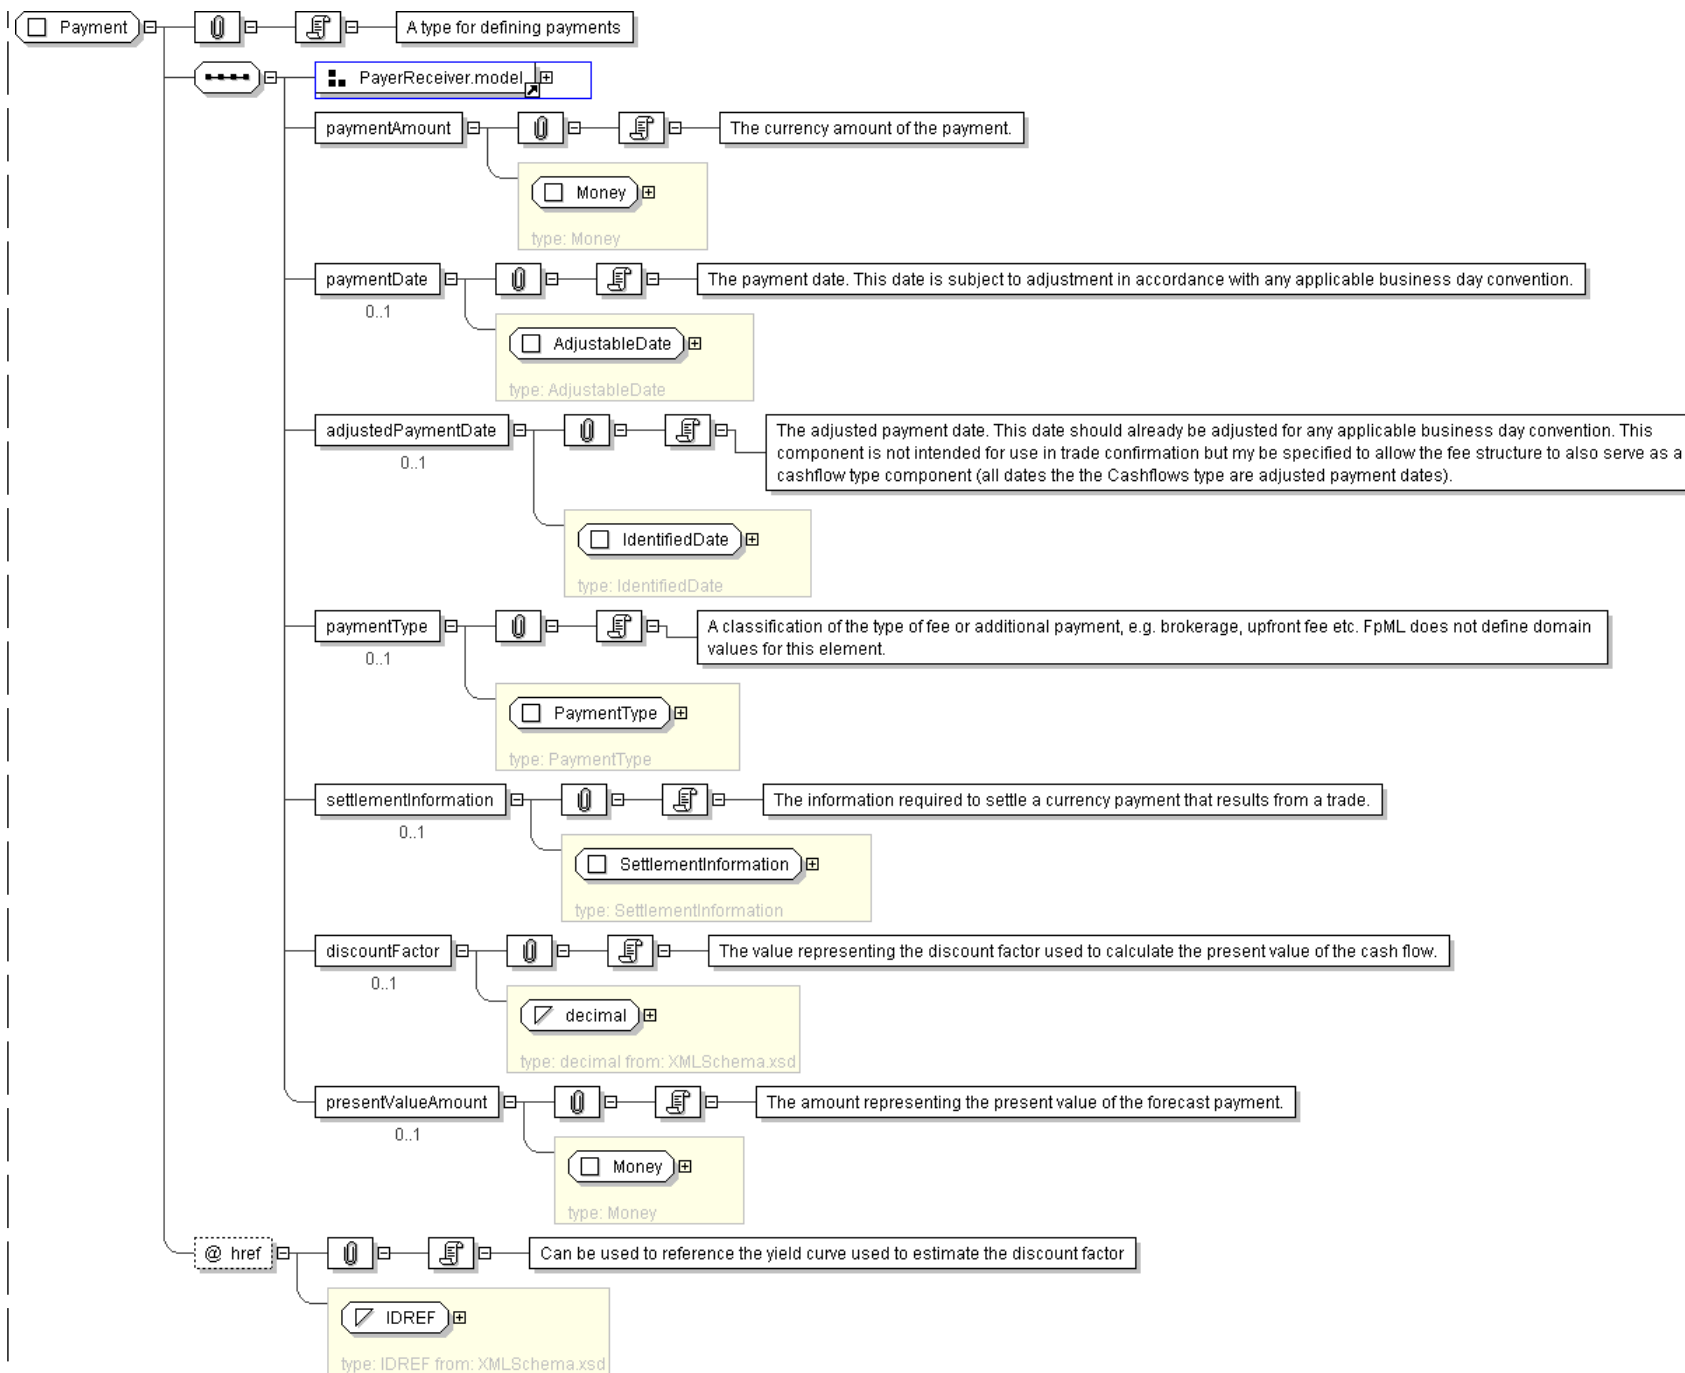 Payment
A type for defining payments
PayerReceiver.model
paymentAmount
The currency amount of the payment.
Money
type: Money
paymentDate
The payment date. This date is subject to adjustment in accordance with any applicable business day convention.
0..1
AdjustableDate
type: AdjustableDate
adjustedPaymentDate
0..1
The adjusted payment date. This date should already be adjusted for any applicable business day convention. This
component is not intended for use in trade confirmation but my be specified to allow the fee structure to also serve as a
cashflow type component (all dates the the Cashflows type are adjusted payment dates).
IdentifiedDate
type: IdentifiedDate
paymentType
0..1
A classification of the type of fee or additional payment, e.g. brokerage, upfront fee etc. FpML does not define domain
values for this element.
PaymentType
type: PaymentType
settlementInformation
The information required to settle a currency payment that results from a trade.
0..1
SettlementInformation
type: SettlementInformation
discountFactor
The value representing the discount factor used to calculate the present value of the cash flow.
0..1
decimal
type: decimal from: XMLSchema.xsd
presentValueAmount
The amount representing the present value of the forecast payment.
0..1
Money
type: Money
@ href
Can be used to reference the yield curve used to estimate the discount factor
IDREF
type: IDREF from: XMLSchema.xsd